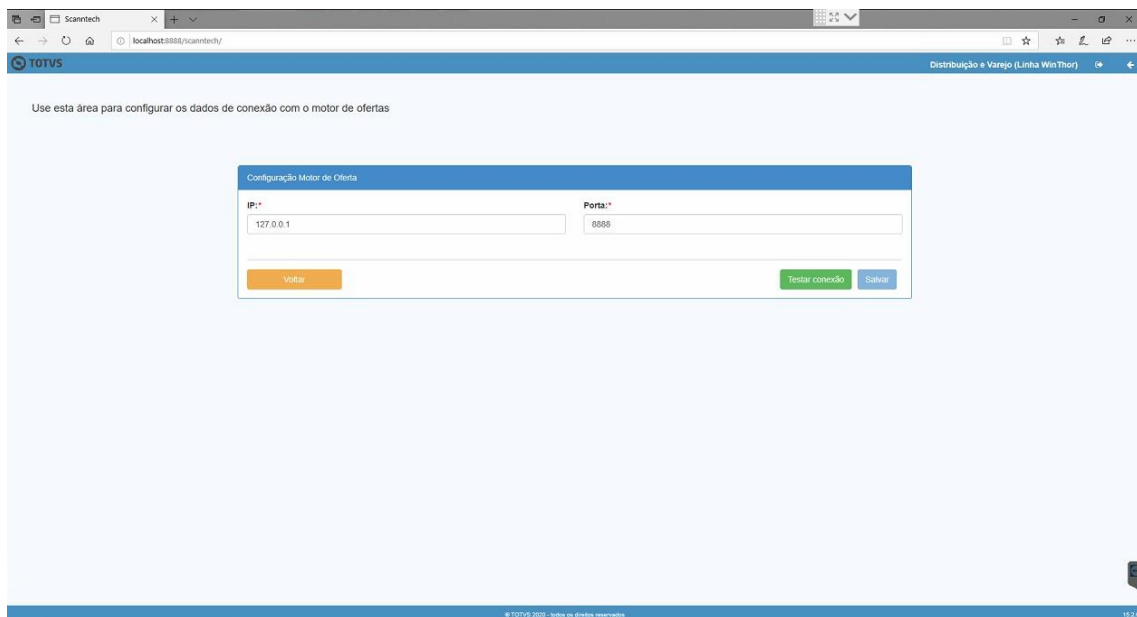 Scanntech
localhost:8888/scanntech/
TOTVS
Distribuição e Varejo (Linha WinThor)
Use esta área para configurar os dados de conexão com o motor de ofertas
Configuração Motor de Oferta
IP:* Porta:*
127.0.0.1 8888
Voltar Testar conexão Salvar
© TOTVS 2020 - todos os direitos reservados